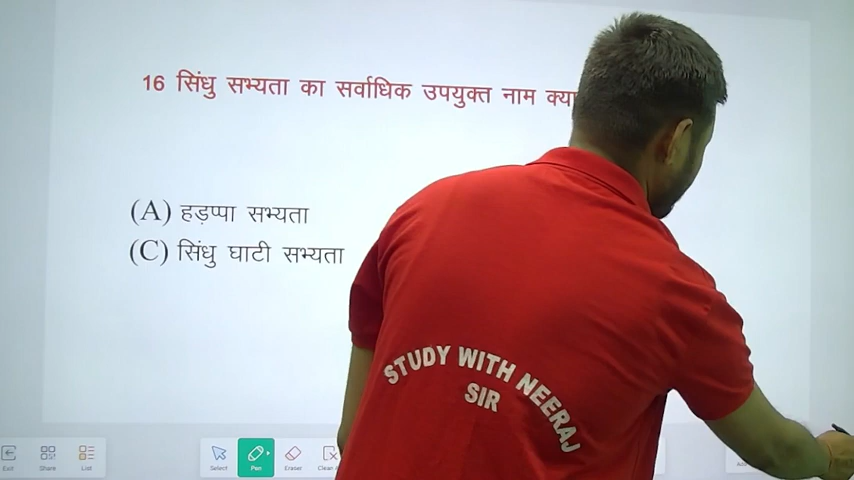 16 सिंधु सभ्यता का सर्वाधिक उपयुक्त नाम क्या
(A) हड़प्पा सभ्यता
(C) सिंधु घाटी सभ्यता
STUDY WITH NEERAJ
SIR
Exit Share List Select Pen Eraser Clean